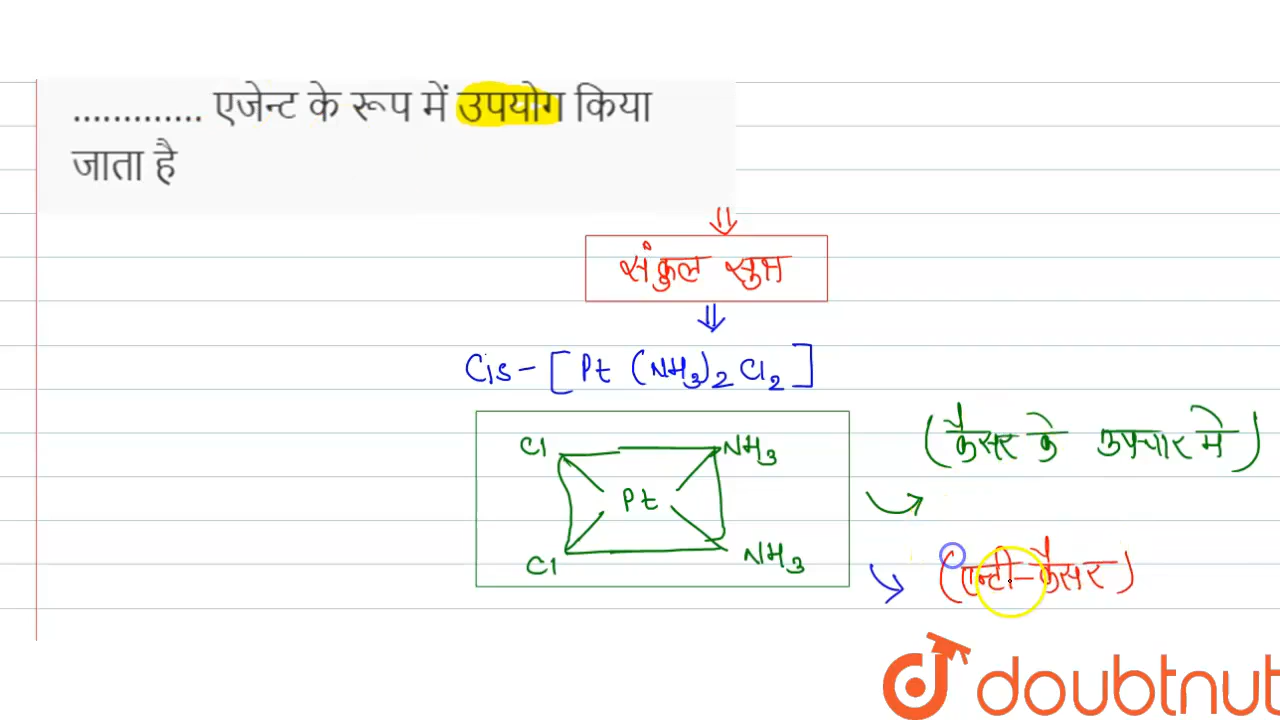 ............. एजेन्ट के रूप में उपयोग किया
जाता है
संकुल सूत्र
Cis - [Pt (NH3)2 Cl2]
(कैंसर के उपचार में)
Cl NH3
Pt
(एन्टी-कैंसर)
Cl NH3
doubtnut